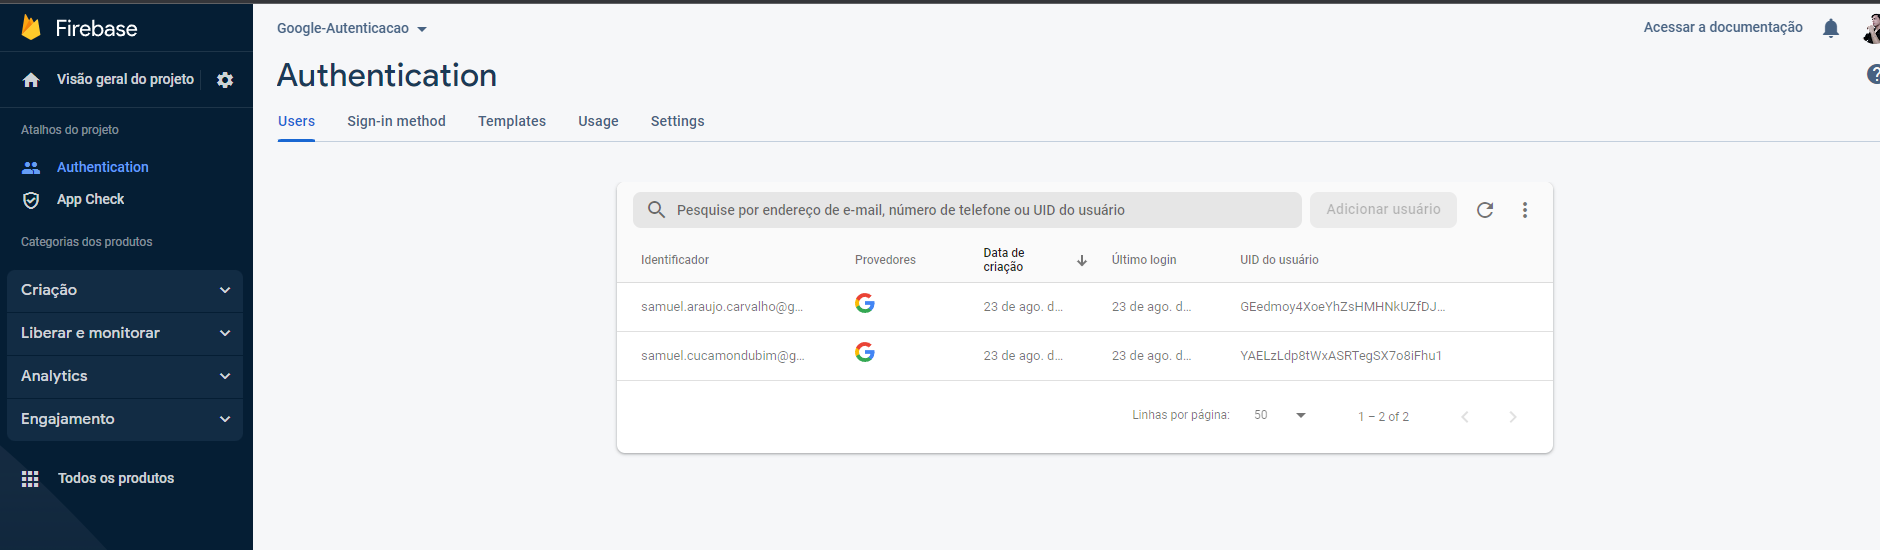 Firebase
Google-Autenticacao
Acessar a documentação
Visão geral do projeto
Authentication
?
Users Sign-in method Templates Usage Settings
Atalhos do projeto
Authentication
App Check
Categorias dos produtos
Criação
Liberar e monitorar
Analytics
Engajamento
Todos os produtos
Pesquise por endereço de e-mail, número de telefone ou UID do usuário
Adicionar usuário
Identificador Provedores Data de criação Último login UID do usuário
samuel.araujo.carvalho@g... 23 de ago. d... 23 de ago. d... GEedmoy4XoeYhZsHMHNkUZfDJ...
samuel.cucamondubim@g... 23 de ago. d... 23 de ago. d... YAELzLdp8tWxASRTegSX7o8iFhu1
Linhas por página: 50 1 – 2 of 2